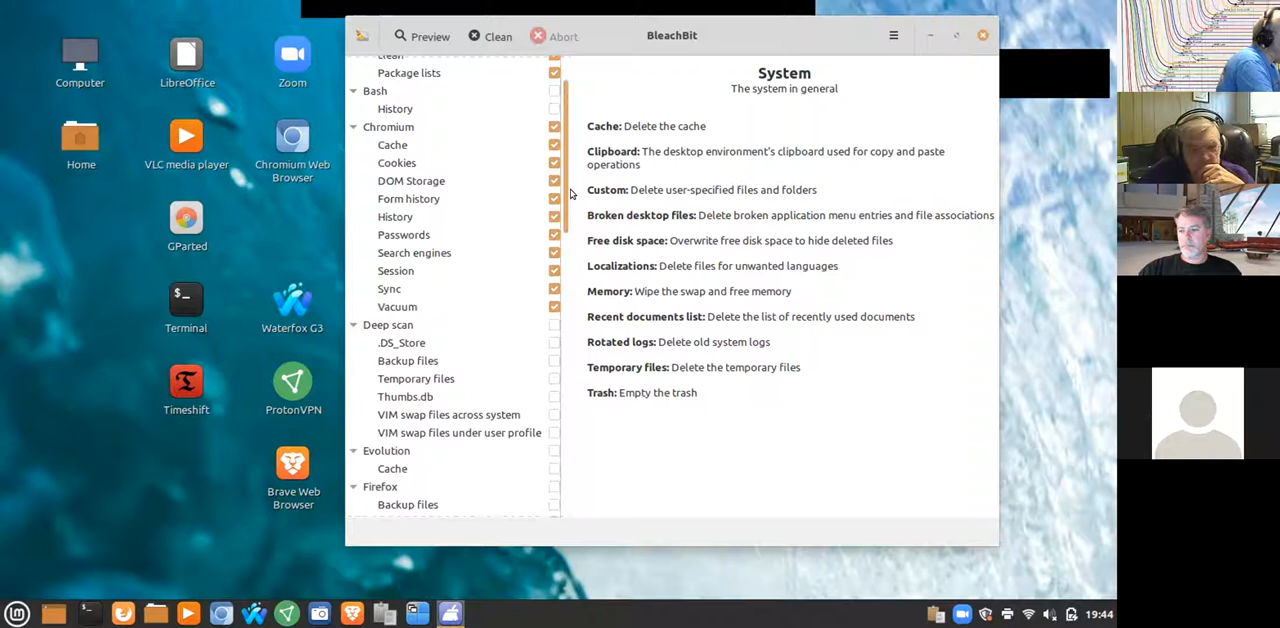 Preview
Clean
Abort
BleachBit
Computer
LibreOffice
Zoom
Home
VLC media player
Chromium Web
Browser
GParted
Terminal
Waterfox G3
Timeshift
ProtonVPN
Brave Web
Browser
Package lists
Bash
History
Chromium
Cache
Cookies
DOM Storage
Form history
History
Passwords
Search engines
Session
Sync
Vacuum
Deep scan
.DS_Store
Backup files
Temporary files
Thumbs.db
VIM swap files across system
VIM swap files under user profile
Evolution
Cache
Firefox
Backup files
System
The system in general
Cache: Delete the cache
Clipboard: The desktop environment's clipboard used for copy and paste
operations
Custom: Delete user-specified files and folders
Broken desktop files: Delete broken application menu entries and file associations
Free disk space: Overwrite free disk space to hide deleted files
Localizations: Delete files for unwanted languages
Memory: Wipe the swap and free memory
Recent documents list: Delete the list of recently used documents
Rotated logs: Delete old system logs
Temporary files: Delete the temporary files
Trash: Empty the trash
19:44